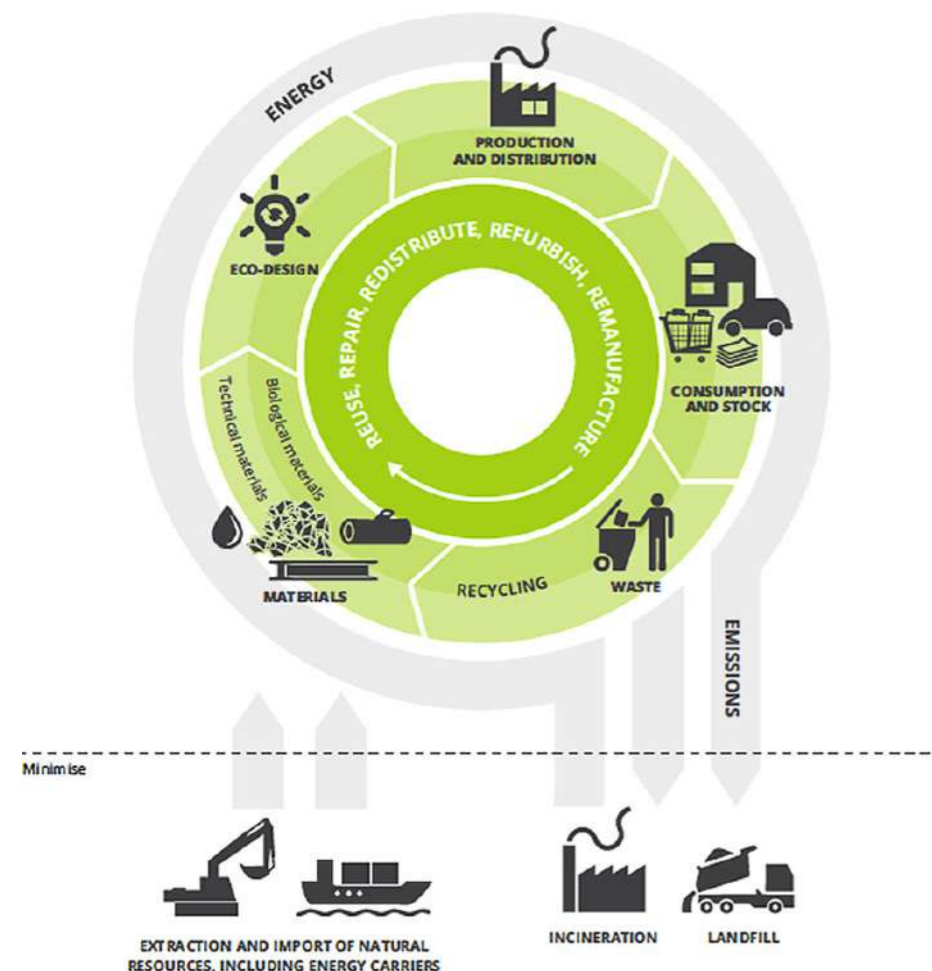 ENERGY
PRODUCTION
AND DISTRIBUTION
ECO-DESIGN
REUSE, REPAIR, REDISTRIBUTE, REFURBISH, REMANUFACTURE
CONSUMPTION
AND STOCK
Technical materials
Biological materials
MATERIALS
RECYCLING
WASTE
EMISSIONS
Minimise
EXTRACTION AND IMPORT OF NATURAL
RESOURCES, INCLUDING ENERGY CARRIERS
INCINERATION
LANDFILL